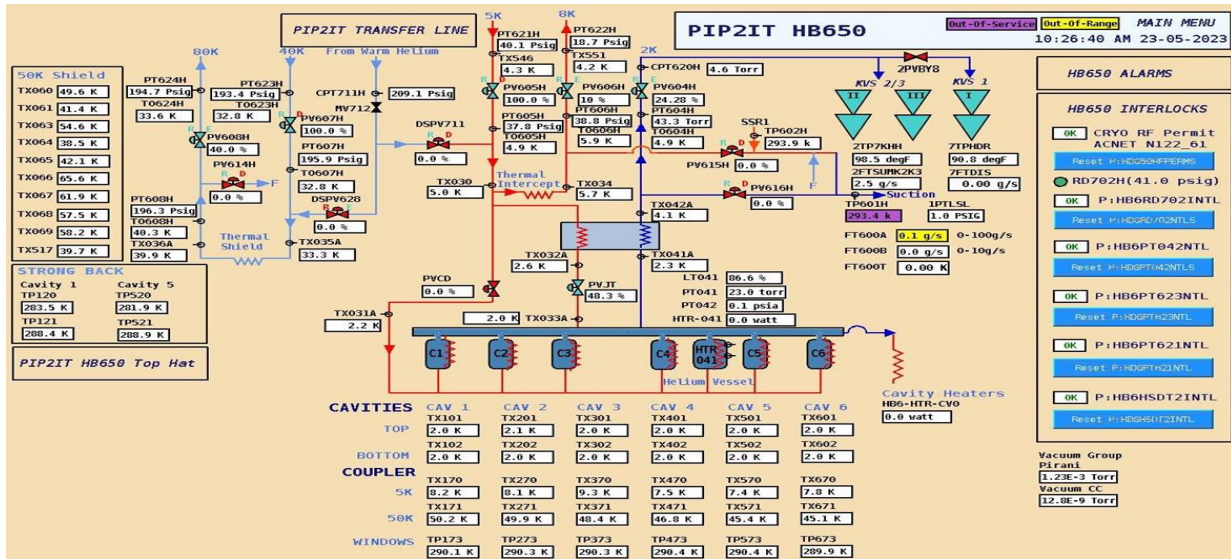 PIP2IT TRANSFER LINE
PIP2IT HB650
Out-Of-Service
Out-Of-Range
MAIN MENU
10:26:40 AM 23-05-2023
80K
40K
From Warm Helium
5K
8K
2K
50K Shield
TX060 49.6 K
TX061 41.4 K
TX063 54.6 K
TX064 38.5 K
TX065 42.1 K
TX066 65.6 K
TX067 61.9 K
TX068 57.5 K
TX069 58.2 K
TX517 39.7 K
STRONG BACK
Cavity 1 Cavity 5
TP120 TP520
283.5 K 281.9 K
TP121 TP521
288.4 K 288.9 K
PIP2IT HB650 Top Hat
PT624H
194.7 Psig
TO624H
33.6 K
R E
PV608H
40.0 %
PV614H
R D
0.0 %
F
PT608H
196.3 Psig
TO608H
40.3 K
TX036A
39.9 K
Thermal
Shield
PT623H
193.4 Psig
TO623H
32.8 K
R D
PV607H
100.0 %
PT607H
195.9 Psig
TO607H
32.8 K
DSPV628
R E
0.0 %
TX035A
33.3 K
CPT711H 209.1 Psig
MV712
DSPV711
R D
0.0 %
PT621H
40.1 Psig
TX546
4.3 K
R D
PV605H
100.0 %
PT605H
37.8 Psig
TO605H
4.9 K
TX030
5.0 K
Thermal
Intercept
PT622H
18.7 Psig
TX551
4.2 K
R E
PV606H
10 %
PT606H
38.8 Psig
TO606H
5.9 K
TX034
5.7 K
CPT620H 4.6 Torr
R E
PV604H
24.28 %
PT604H
43.3 Torr
TO604H
4.9 K
SSR1
TP602H
293.9 k
PV615H
R D
0.0 %
PV616H
R D
0.0 %
F
Suction
TX042A
4.1 K
TX041A
2.3 K
TX032A
2.6 K
PVJT
48.3 %
PVCD
0.0 %
TX031A
2.2 K
2.0 K
TX033A
LT041 86.6 %
PT041 23.0 torr
PT042 0.1 psia
HTR-041 0.0 watt
2PVBY8
KVS 2/3
KVS 1
II III I
2TP7KHH
98.5 degF
2FTSUMK2K3
2.5 g/s
7TPHDR
90.8 degF
7FTDIS
0.00 g/s
TP601H
293.4 k
1PTLSL
1.0 PSIG
FT600A 0.1 g/s 0-100g/s
FT600B 0.0 g/s 0-10g/s
FT600T 0.00 K
C1 C2 C3 C4 HTR 041 C5 C6
Helium Vessel
Cavity Heaters
HB6-HTR-CV0
0.0 watt
CAVITIES CAV 1 CAV 2 CAV 3 CAV 4 CAV 5 CAV 6
TX101 TX201 TX301 TX401 TX501 TX601
TOP 2.0 K 2.1 K 2.0 K 2.0 K 2.0 K 2.0 K
TX102 TX202 TX302 TX402 TX502 TX602
BOTTOM 2.0 K 2.0 K 2.0 K 2.0 K 2.0 K 2.0 K
COUPLER
TX170 TX270 TX370 TX470 TX570 TX670
5K 8.2 K 8.1 K 9.3 K 7.5 K 7.4 K 7.8 K
TX171 TX271 TX371 TX471 TX571 TX671
50K 50.2 K 49.9 K 48.4 K 46.8 K 45.4 K 45.1 K
WINDOWS TP173 TP273 TP373 TP473 TP573 TP673
290.1 K 290.3 K 290.3 K 290.4 K 290.4 K 289.9 K
HB650 ALARMS
HB650 INTERLOCKS
OK CRYO RF Permit
ACNET N122_61
RD702H(41.0 psig)
OK P:HB6RD702INTL
OK P:HB6PT042NTL
OK P:HB6PT623NTL
OK P:HB6PT621NTL
OK P:HB6HSDT2INTL
Vacuum Group
Pirani
1.23E-3 Torr
Vacuum CC
12.8E-9 Torr